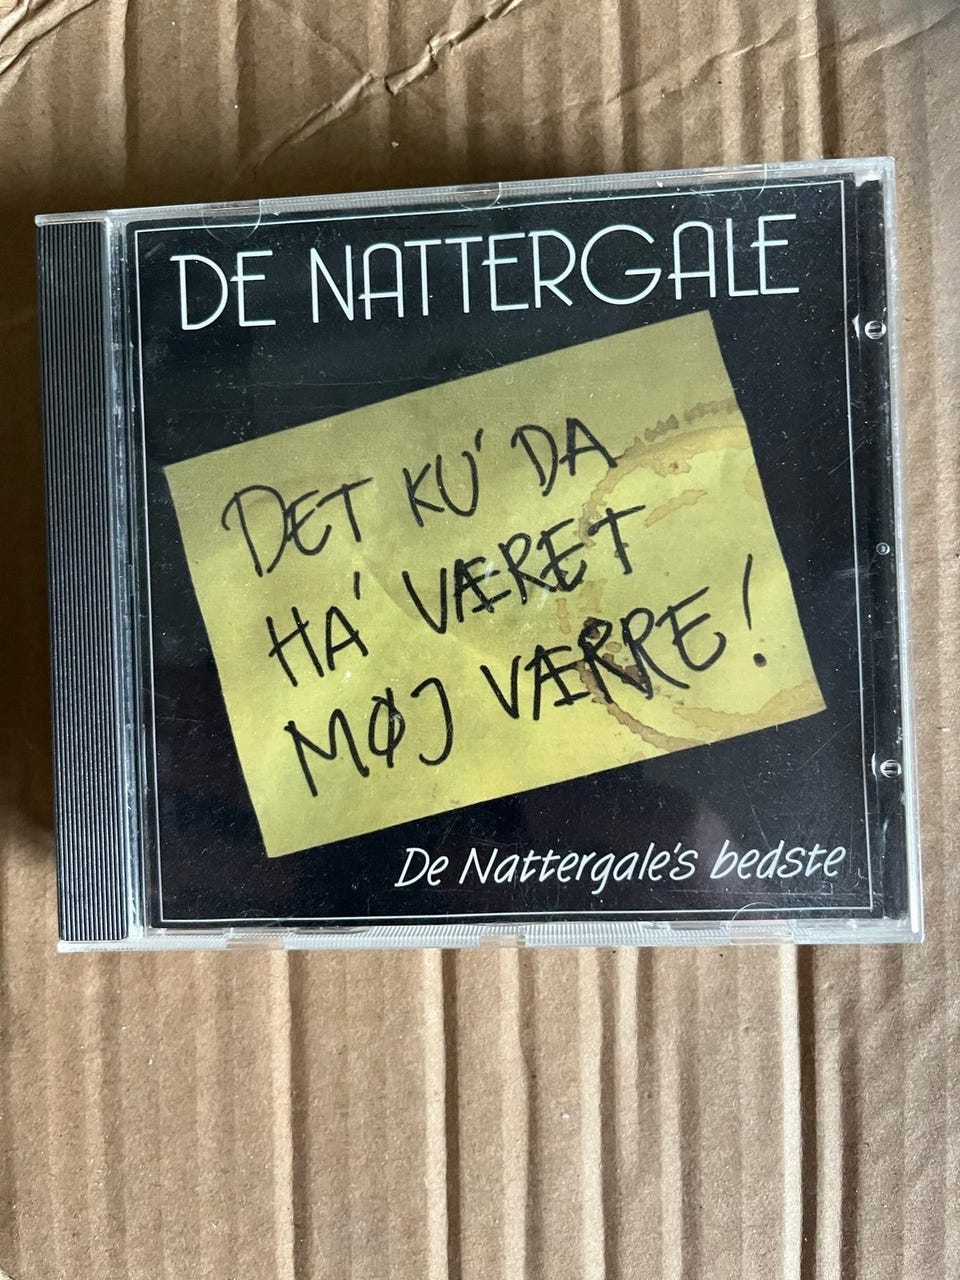 DE NATTERGALE
DET KU' DA
HA' VÆRET
MØJ VÆRRE!
De Nattergale's bedste